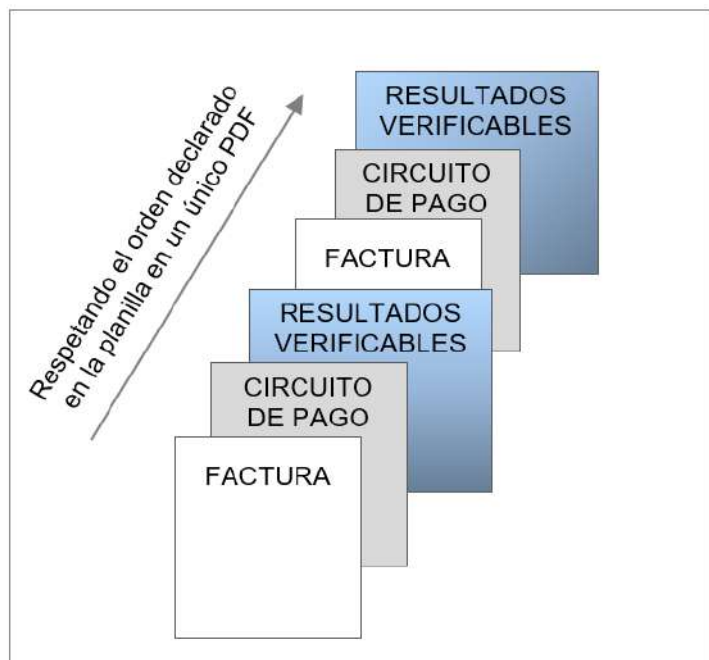 Respetando el orden declarado
en la planilla en un único PDF
RESULTADOS
VERIFICABLES
CIRCUITO
DE PAGO
FACTURA
RESULTADOS
VERIFICABLES
CIRCUITO
DE PAGO
FACTURA